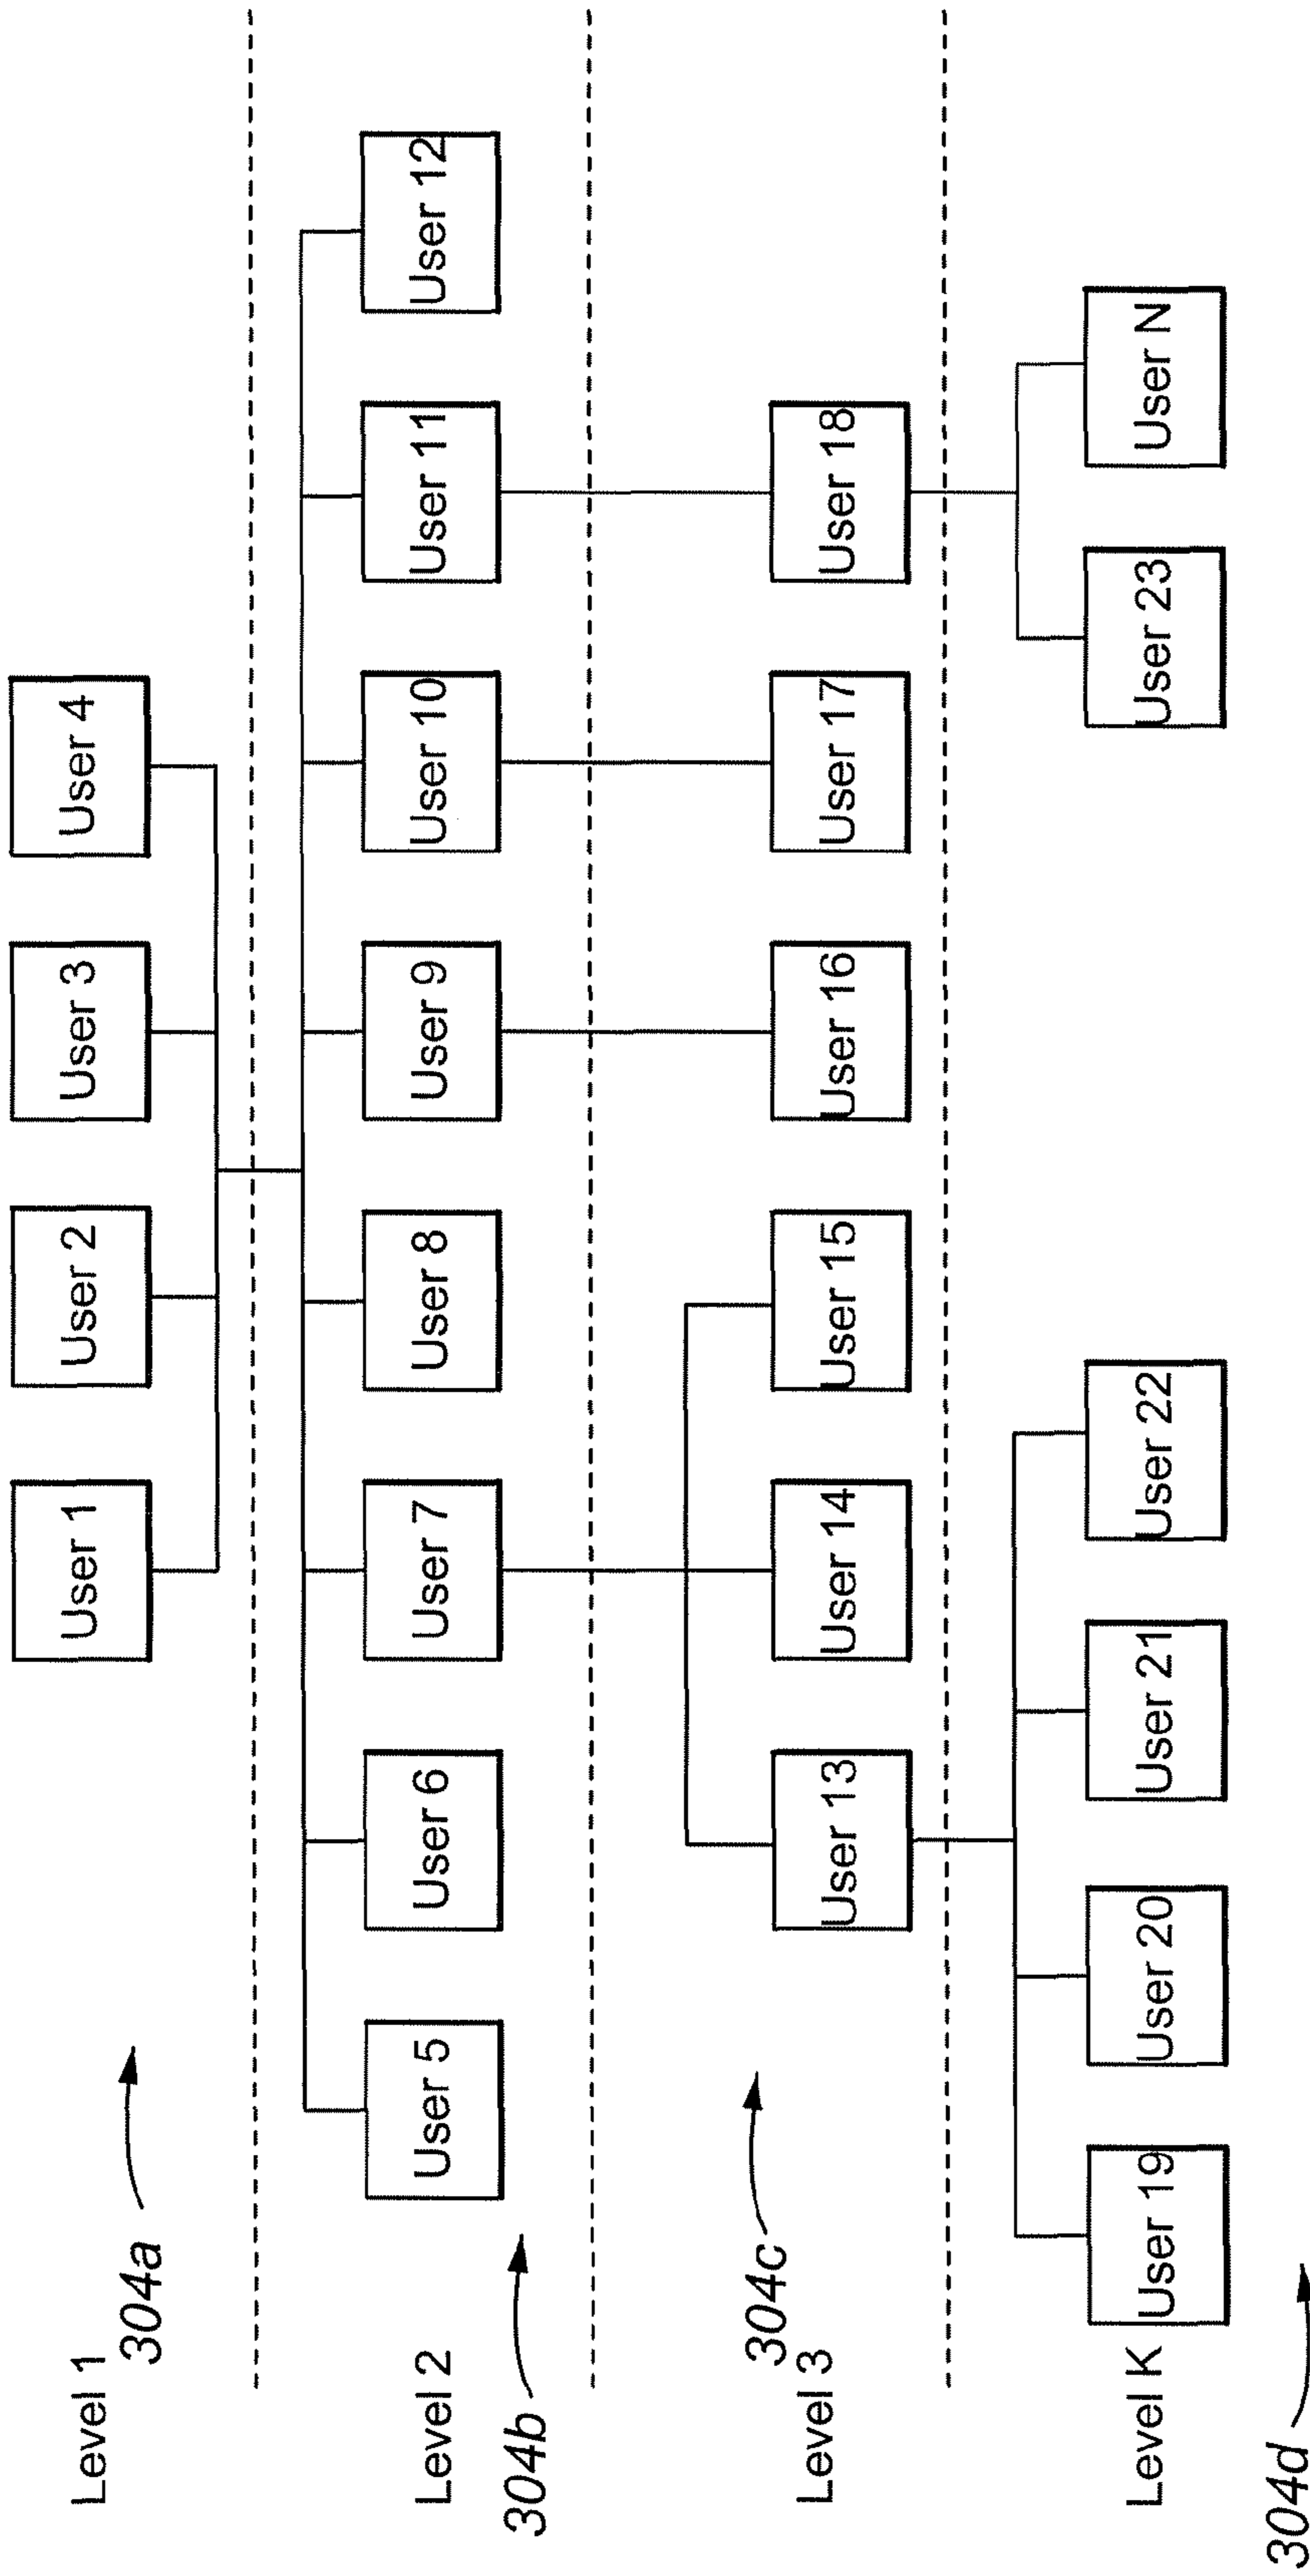 Level 1
304a
User 1
User 2
User 3
User 4
Level 2
304b
User 5
User 6
User 7
User 8
User 9
User 10
User 11
User 12
Level 3
304c
User 13
User 14
User 15
User 16
User 17
User 18
Level K
304d
User 19
User 20
User 21
User 22
User 23
User N